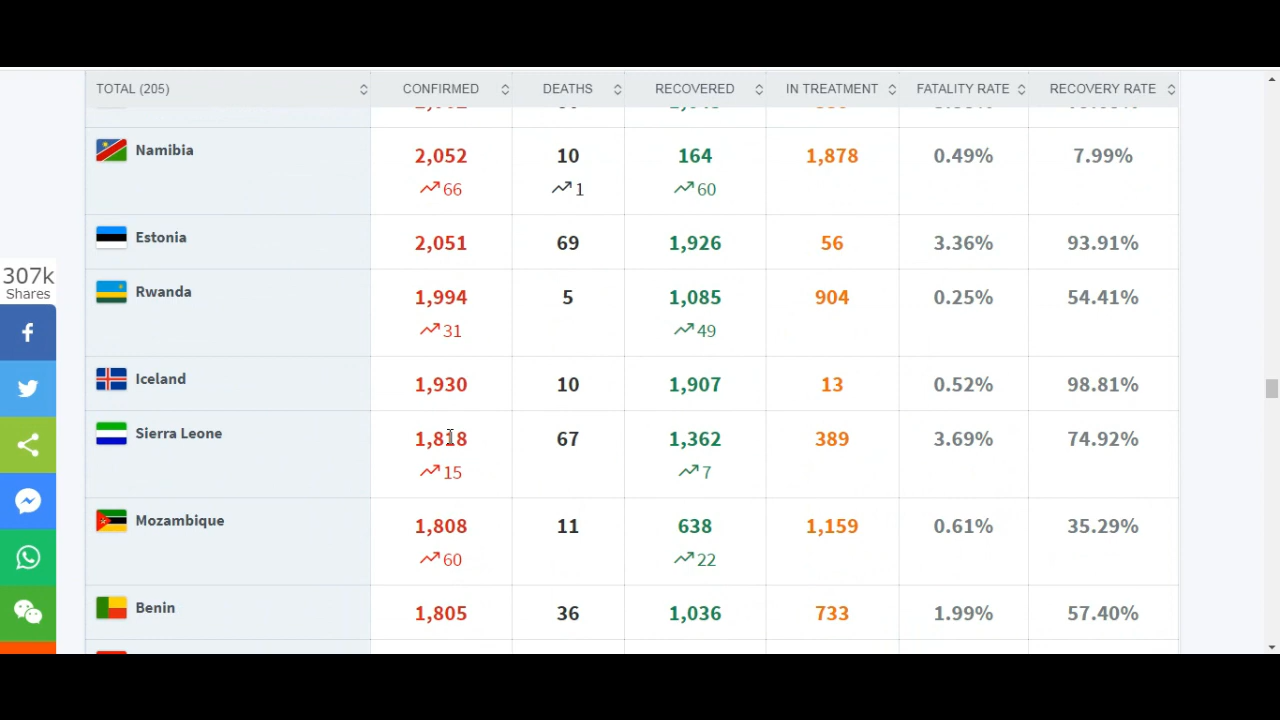 TOTAL (205) CONFIRMED DEATHS RECOVERED IN TREATMENT FATALITY RATE RECOVERY RATE
Namibia 2,052 10 164 1,878 0.49% 7.99%
66 1 60
Estonia 2,051 69 1,926 56 3.36% 93.91%
307k
Shares
Rwanda 1,994 5 1,085 904 0.25% 54.41%
31 49
Iceland 1,930 10 1,907 13 0.52% 98.81%
Sierra Leone 1,818 67 1,362 389 3.69% 74.92%
15 7
Mozambique 1,808 11 638 1,159 0.61% 35.29%
60 22
Benin 1,805 36 1,036 733 1.99% 57.40%